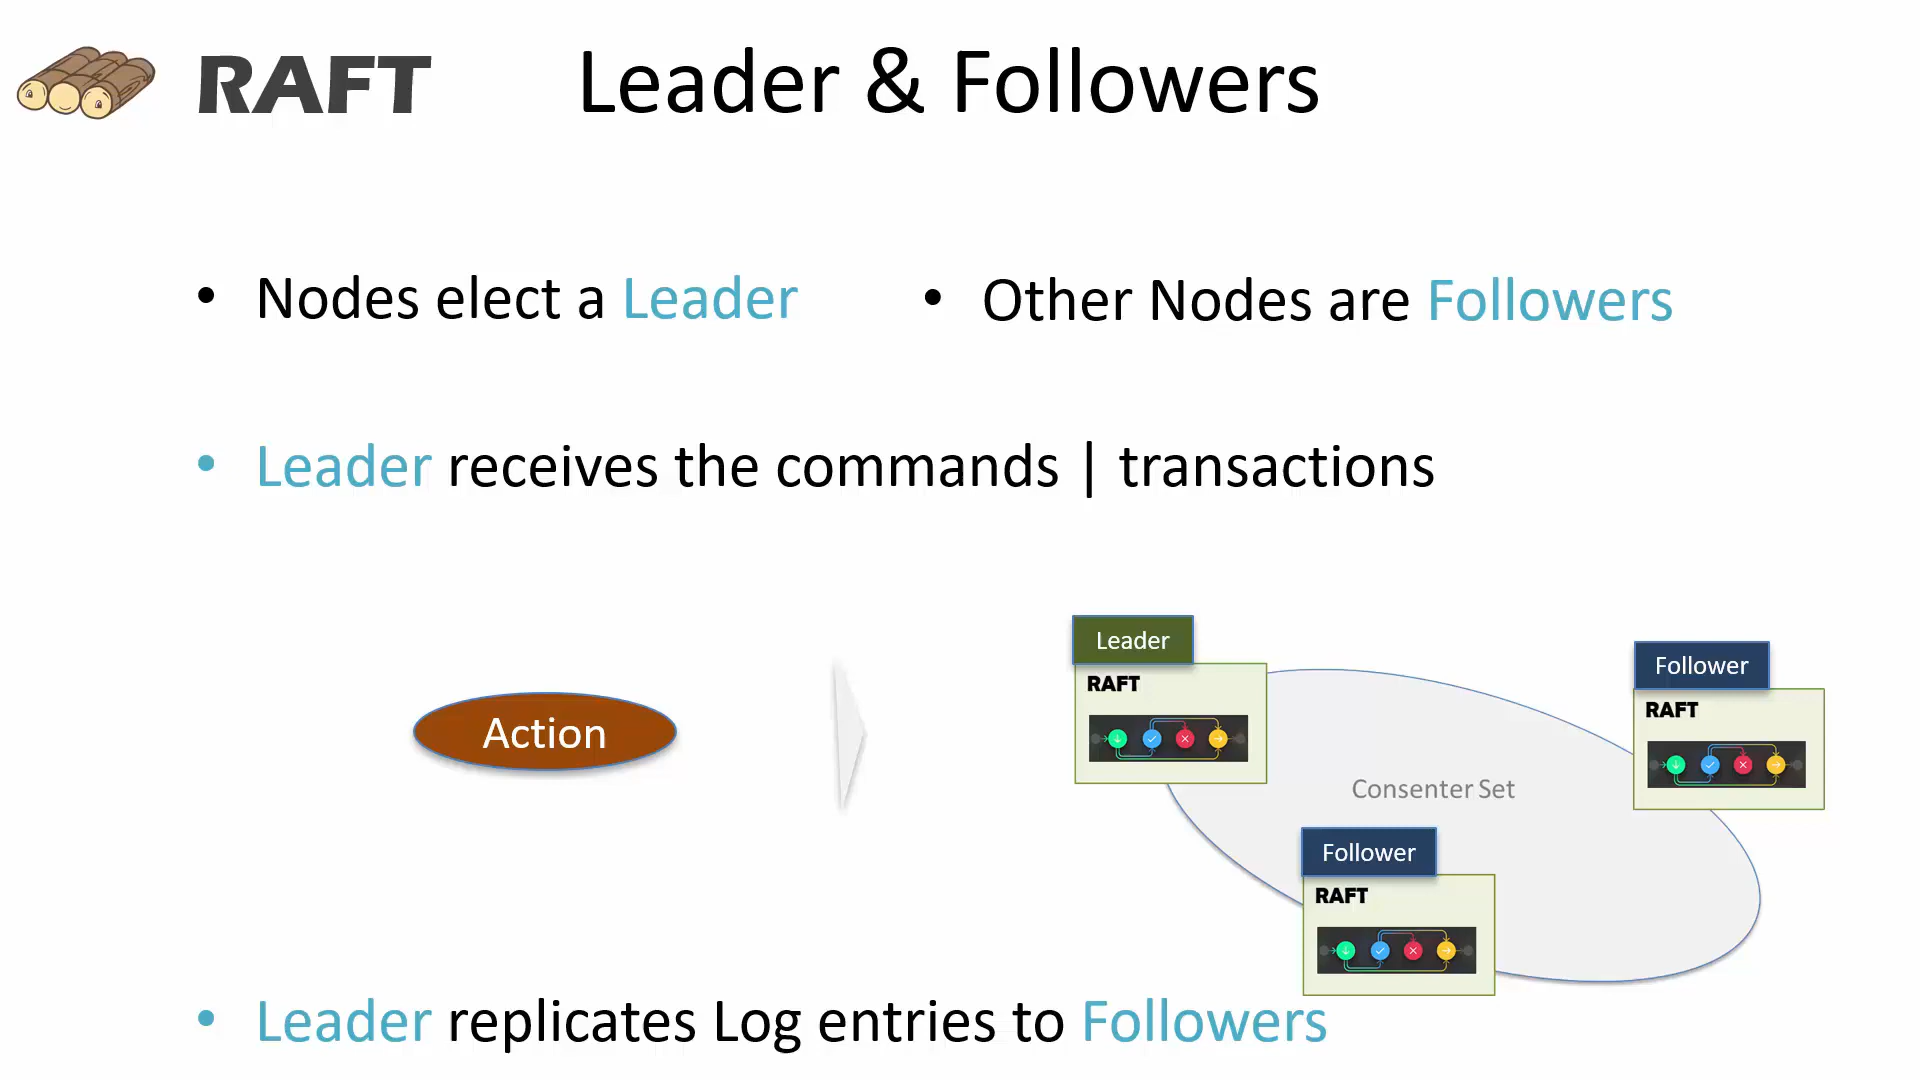 RAFT
Leader & Followers
• Nodes elect a Leader
• Other Nodes are Followers
• Leader receives the commands | transactions
Action
Leader
RAFT
Follower
RAFT
Consenter Set
Follower
RAFT
• Leader replicates Log entries to Followers